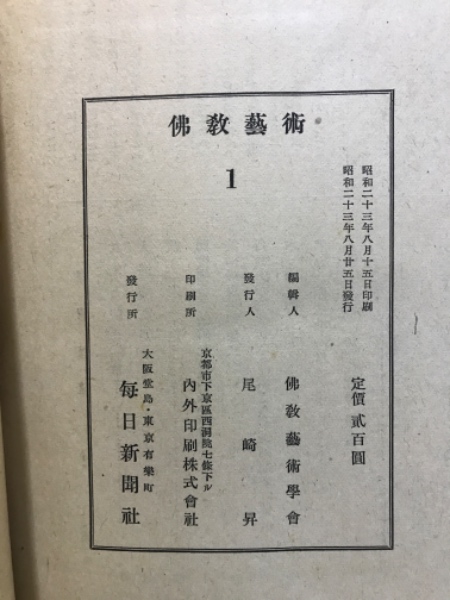 佛敎藝術
1
昭和二十三年八月十五日印刷
昭和二十三年八月廿五日發行
定價 貳百圓
編輯人 佛敎藝術學會
發行人 尾崎昇
印刷所 京都市下京區西洞院七條下ル
內外印刷株式會社
發行所 大阪堂島・東京有樂町
每日新聞社